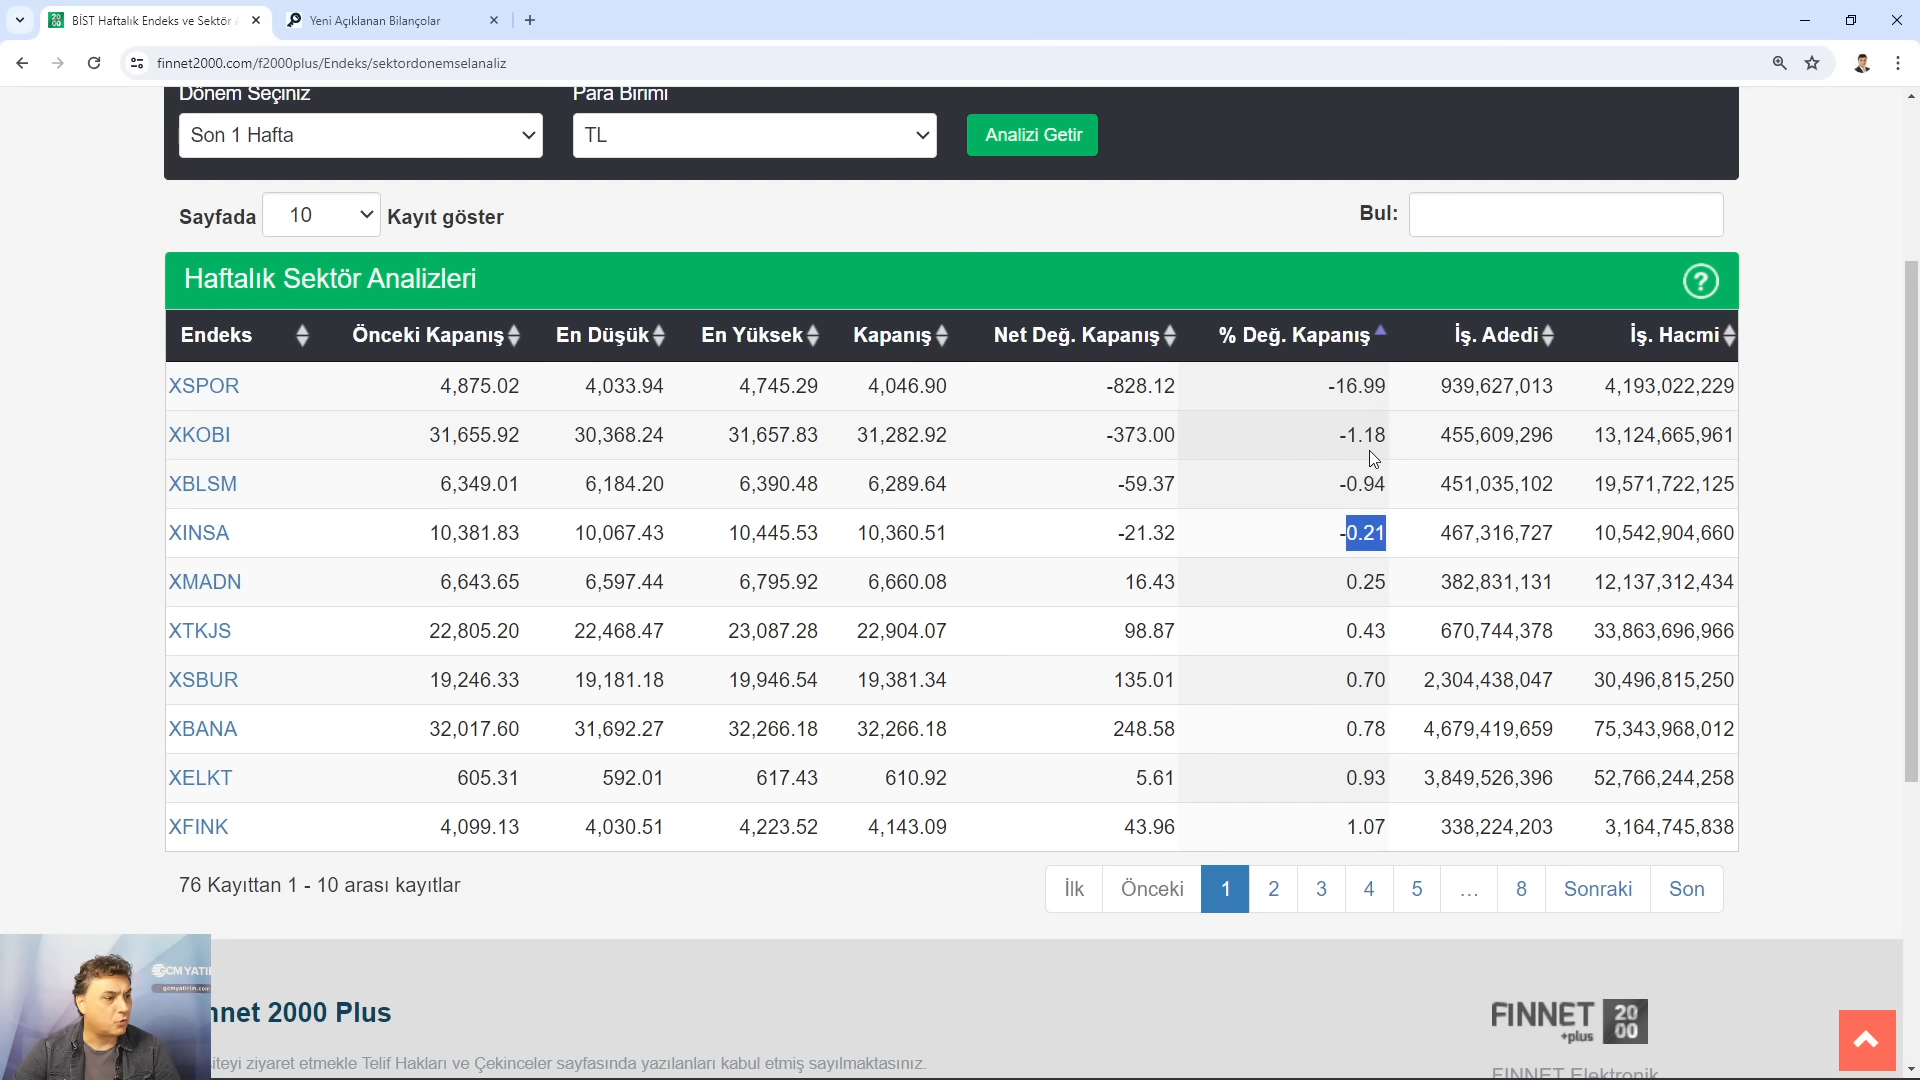 BİST Haftalık Endeks ve Sektör
Yeni Açıklanan Bilançolar
finnet2000.com/f2000plus/Endeks/sektordonemselanaliz
Dönem Seçiniz
Para Birimi
Son 1 Hafta
TL
Analizi Getir
Sayfada 10 Kayıt göster
Bul:
Haftalık Sektör Analizleri
Endeks Önceki Kapanış En Düşük En Yüksek Kapanış Net Değ. Kapanış % Değ. Kapanış İş. Adedi İş. Hacmi
XSPOR 4,875.02 4,033.94 4,745.29 4,046.90 -828.12 -16.99 939,627,013 4,193,022,229
XKOBI 31,655.92 30,368.24 31,657.83 31,282.92 -373.00 -1.18 455,609,296 13,124,665,961
XBLSM 6,349.01 6,184.20 6,390.48 6,289.64 -59.37 -0.94 451,035,102 19,571,722,125
XINSA 10,381.83 10,067.43 10,445.53 10,360.51 -21.32 -0.21 467,316,727 10,542,904,660
XMADN 6,643.65 6,597.44 6,795.92 6,660.08 16.43 0.25 382,831,131 12,137,312,434
XTKJS 22,805.20 22,468.47 23,087.28 22,904.07 98.87 0.43 670,744,378 33,863,696,966
XSBUR 19,246.33 19,181.18 19,946.54 19,381.34 135.01 0.70 2,304,438,047 30,496,815,250
XBANA 32,017.60 31,692.27 32,266.18 32,266.18 248.58 0.78 4,679,419,659 75,343,968,012
XELKT 605.31 592.01 617.43 610.92 5.61 0.93 3,849,526,396 52,766,244,258
XFINK 4,099.13 4,030.51 4,223.52 4,143.09 43.96 1.07 338,224,203 3,164,745,838
76 Kayıttan 1 - 10 arası kayıtlar
İlk Önceki 1 2 3 4 5 … 8 Sonraki Son
GCM YATI
gcmyatirim.com
nnet 2000 Plus
FINNET 2000
+plus
iteyi ziyaret etmekle Telif Hakları ve Çekinceler sayfasında yazılanları kabul etmiş sayılmaktasınız.
FINNET Elektronik